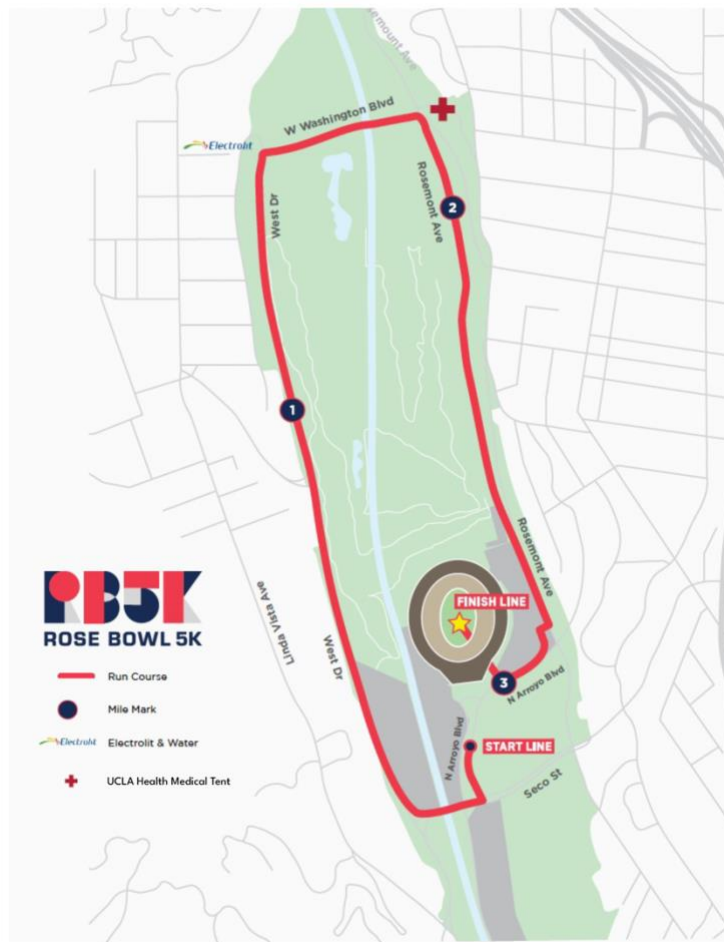 emount Ave
W Washington Blvd
Electrolit
West Dr
Rosemont Ave
2
1
Rosemont Ave
RB5K
ROSE BOWL 5K
Linda Vista Ave
West Dr
FINISH LINE
3
N Arroyo Blvd
N Arroyo Blvd
START LINE
Seco St
Run Course
Mile Mark
Electrolit
Electrolit & Water
UCLA Health Medical Tent